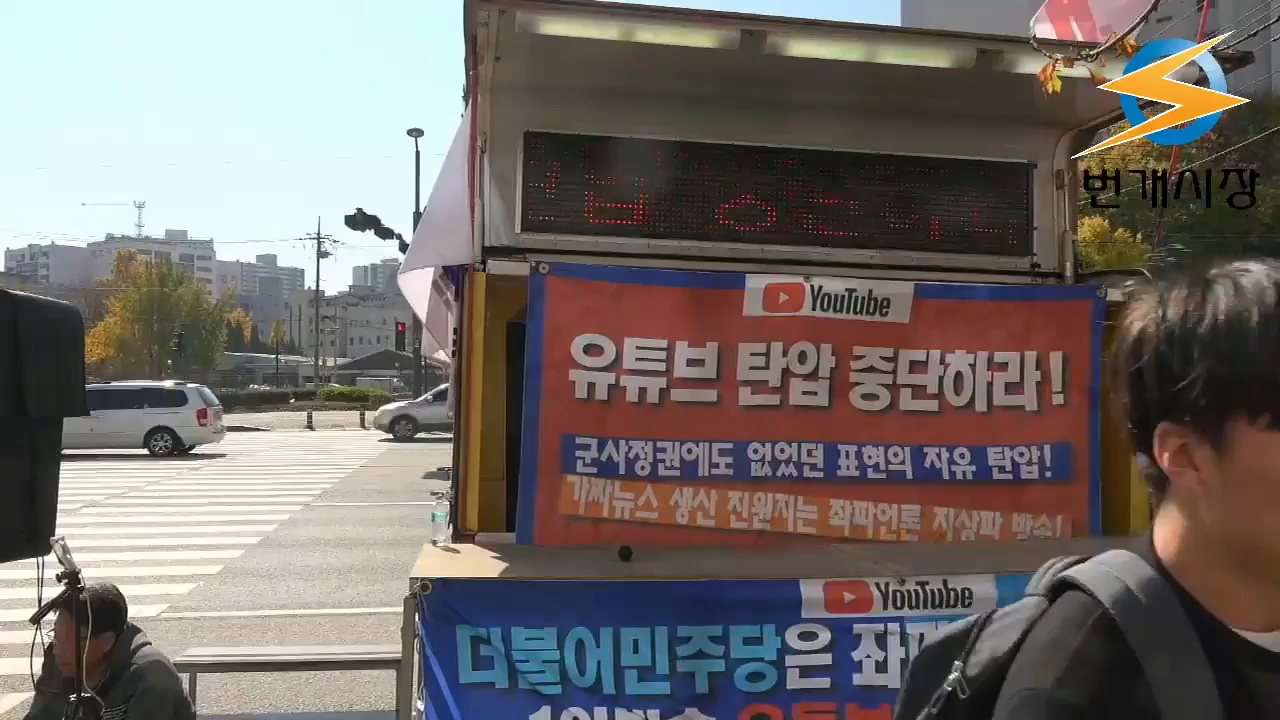 번개시장
YouTube
유튜브 탄압 중단하라!
군사정권에도 없었던 표현의 자유 탄압!
가짜뉴스 생산 진원지는 좌파언론 지상파 방송!
YouTube
더불어민주당은